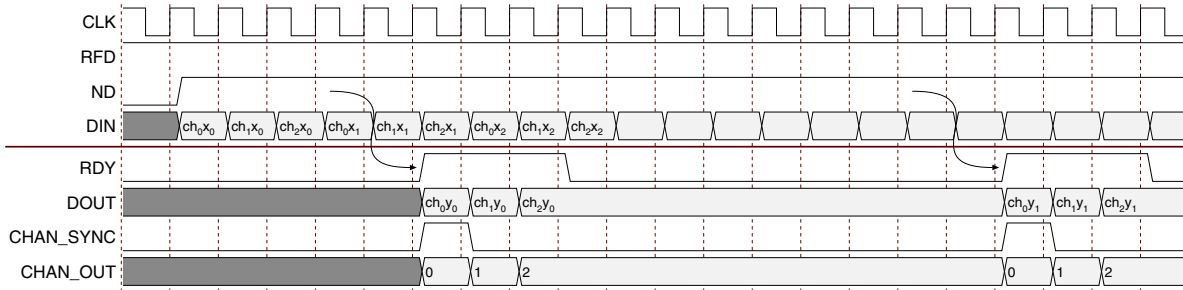 CLK
RFD
ND
DIN ch₀x₀ ch₁x₀ ch₂x₀ ch₀x₁ ch₁x₁ ch₂x₁ ch₀x₂ ch₁x₂ ch₂x₂
RDY
DOUT ch₀y₀ ch₁y₀ ch₂y₀ ch₀y₁ ch₁y₁ ch₂y₁
CHAN_SYNC
CHAN_OUT 0 1 2 0 1 2